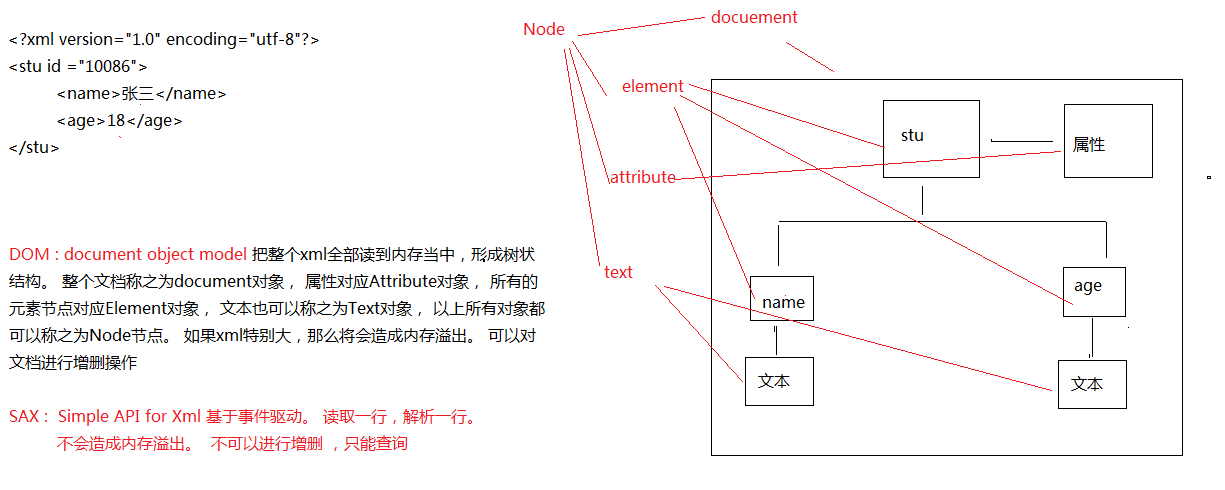 <?xml version="1.0" encoding="utf-8"?>
<stu id ="10086">
<name>张三</name>
<age>18</age>
</stu>
DOM : document object model 把整个xml全部读到内存当中，形成树状
结构。 整个文档称之为document对象， 属性对应Attribute对象， 所有的
元素节点对应Element对象， 文本也可以称之为Text对象， 以上所有对象都
可以称之为Node节点。 如果xml特别大，那么将会造成内存溢出。 可以对
文档进行增删操作
SAX : Simple API for Xml 基于事件驱动。 读取一行，解析一行。
不会造成内存溢出。 不可以进行增删 ，只能查询
Node
docuement
element
attribute
text
stu
属性
name
age
文本
文本